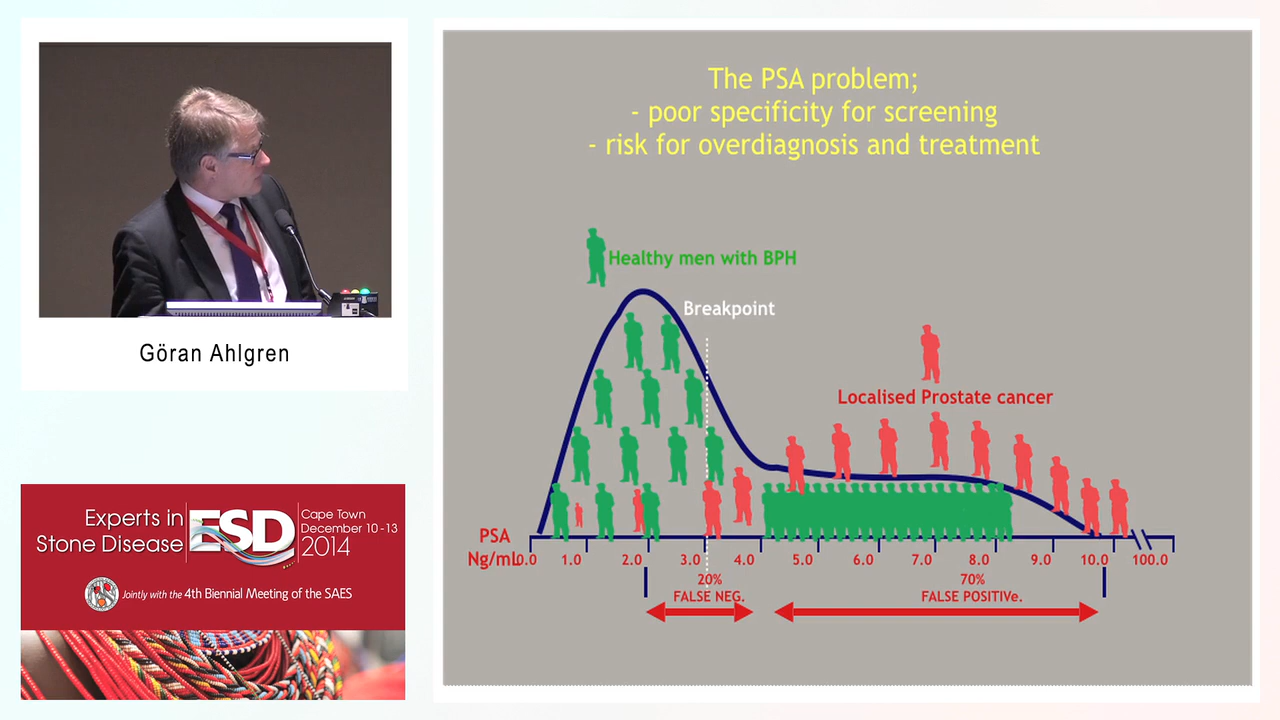 The PSA problem;
- poor specificity for screening
- risk for overdiagnosis and treatment
Healthy men with BPH
Breakpoint
Localised Prostate cancer
PSA
Ng/mL
0.0 1.0 2.0 3.0 4.0 5.0 6.0 7.0 8.0 9.0 10.0 100.0
20%
FALSE NEG.
70%
FALSE POSITIVe.
Göran Ahlgren
Experts in
Stone Disease
ESD
Cape Town
December 10-13
2014
Jointly with the 4th Biennial Meeting of the SAES